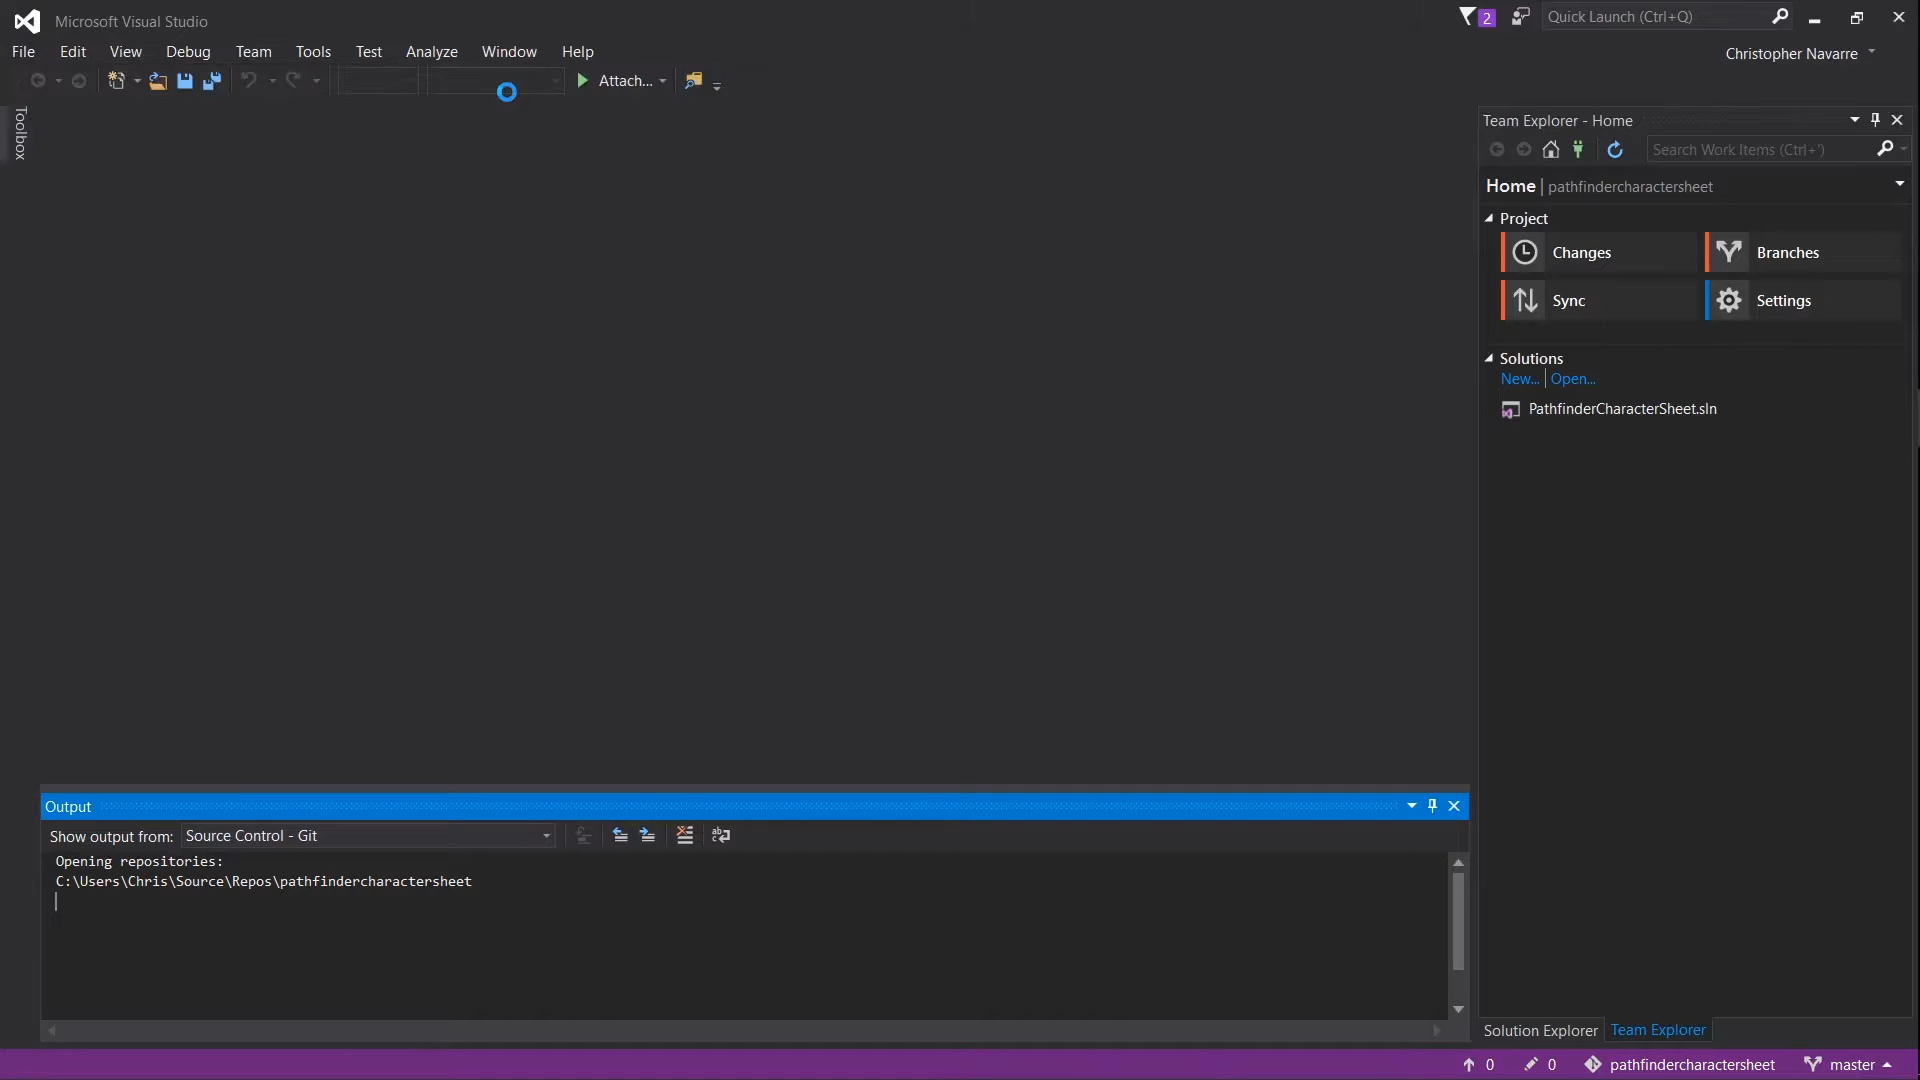 Microsoft Visual Studio
2
Quick Launch (Ctrl+Q)
File Edit View Debug Team Tools Test Analyze Window Help
Christopher Navarre
Attach...
Toolbox
Team Explorer - Home
Search Work Items (Ctrl+')
Home | pathfindercharactersheet
Project
Changes
Branches
Sync
Settings
Solutions
New... | Open...
PathfinderCharacterSheet.sln
Output
Show output from: Source Control - Git
Opening repositories:
C:\Users\Chris\Source\Repos\pathfindercharactersheet
Solution Explorer Team Explorer
0 0 pathfindercharactersheet master